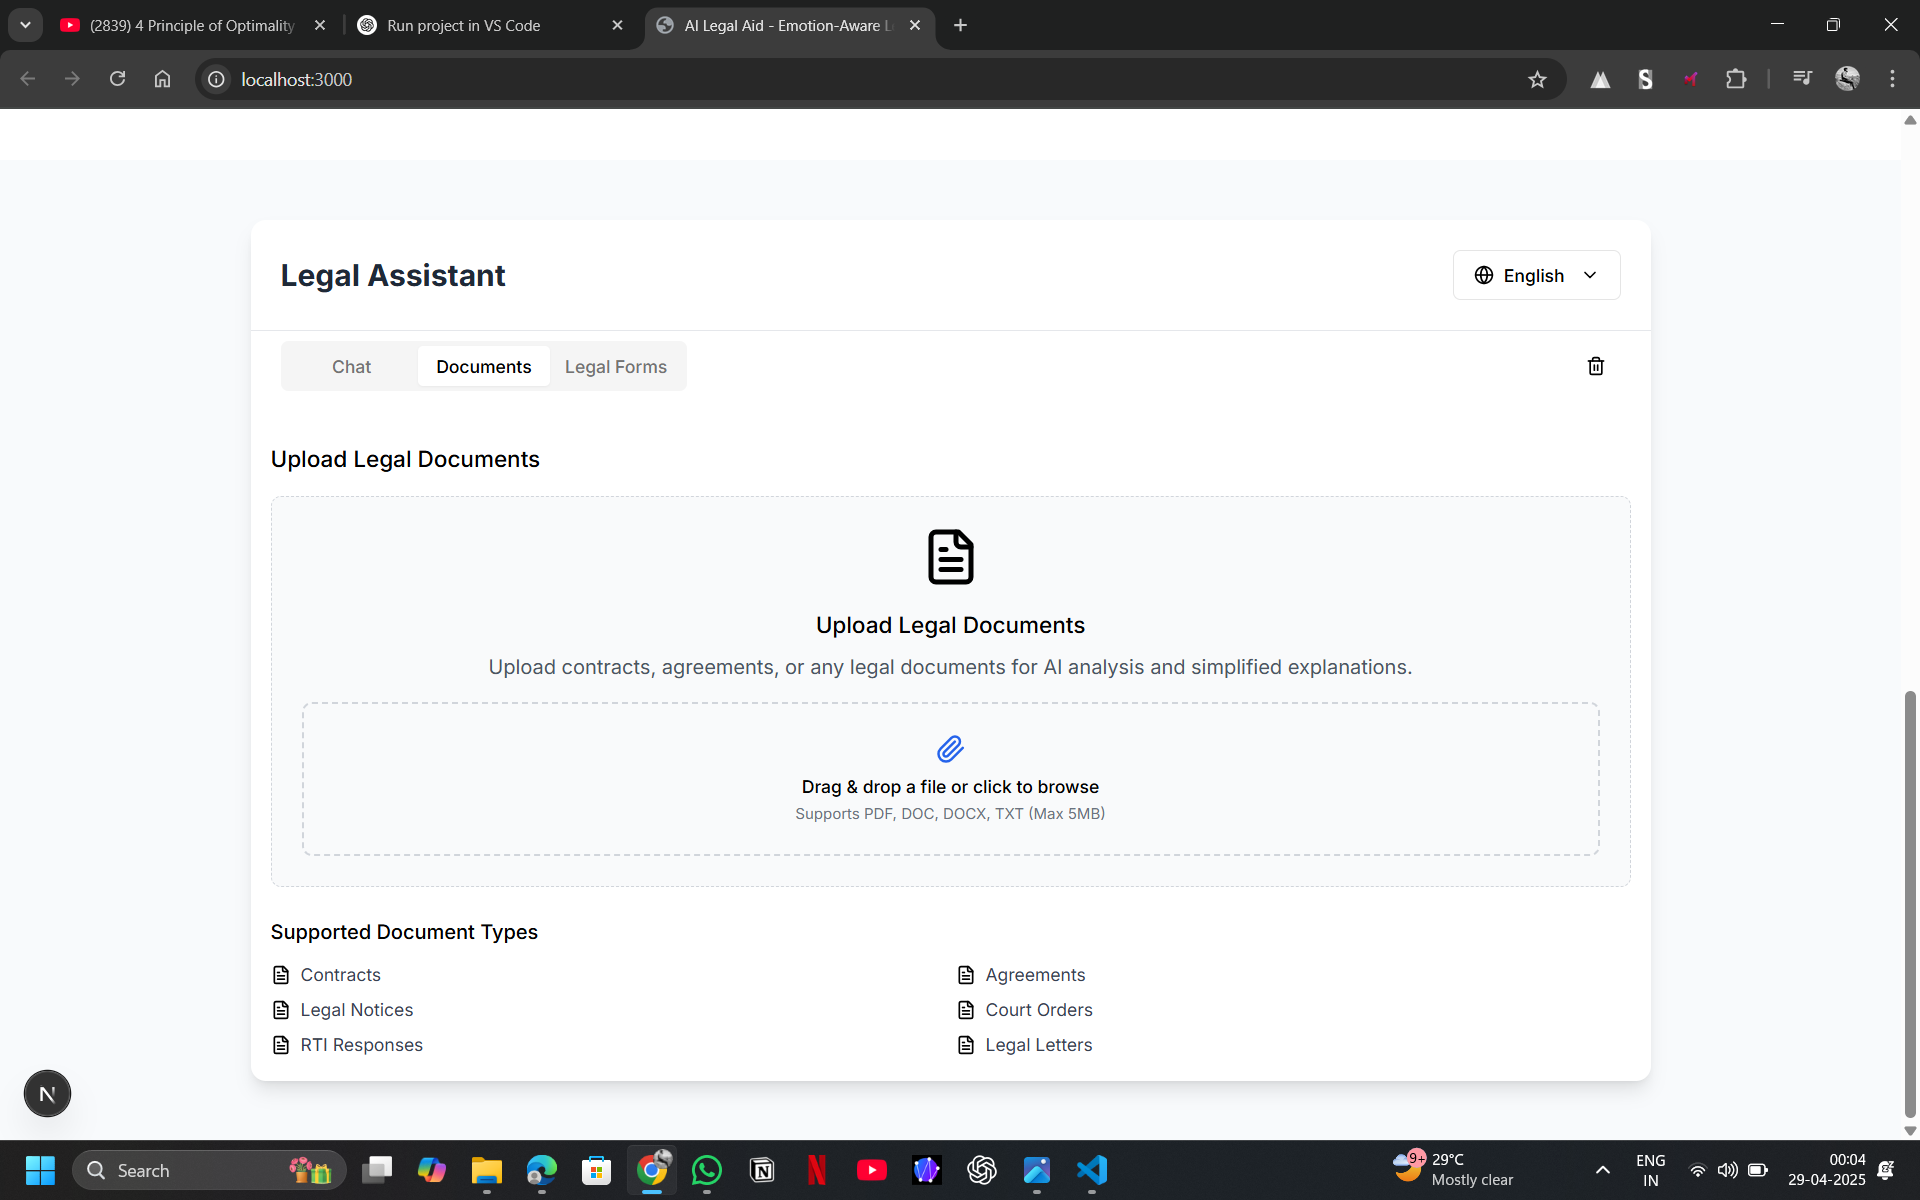 (2839) 4 Principle of Optimality
Run project in VS Code
AI Legal Aid - Emotion-Aware L
localhost:3000
Legal Assistant
English
Chat
Documents
Legal Forms
Upload Legal Documents
Upload Legal Documents
Upload contracts, agreements, or any legal documents for AI analysis and simplified explanations.
Drag & drop a file or click to browse
Supports PDF, DOC, DOCX, TXT (Max 5MB)
Supported Document Types
Contracts
Agreements
Legal Notices
Court Orders
RTI Responses
Legal Letters
N
Search
9+
29°C
Mostly clear
ENG
IN
00:04
29-04-2025